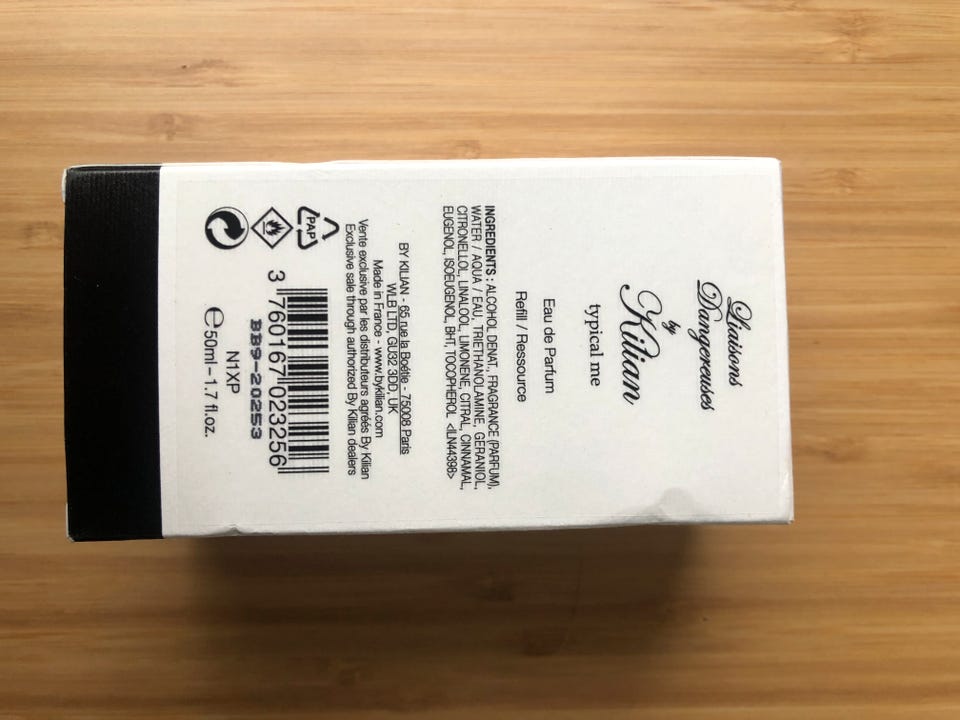 Liaisons
Dangereuses
by
Kilian
typical me
Eau de Parfum
Refill / Ressource
INGREDIENTS : ALCOHOL DENAT., FRAGRANCE (PARFUM),
WATER / AQUA / EAU, TRIETHANOLAMINE, GERANIOL,
CITRONELLOL, LINALOOL, LIMONENE, CITRAL, CINNAMAL,
EUGENOL, ISOEUGENOL, BHT, TOCOPHEROL <ILN44396>
BY KILIAN - 65 rue la Boétie - 75008 Paris
WLB LTD, GU32 3DD, UK
Made in France - www.bykilian.com
Vente exclusive par les distributeurs agréés By Kilian
Exclusive sale through authorized By Kilian dealers
PAP
3 760167 023256
BB9-20253
N1XP
e50ml-1.7 fl.oz.